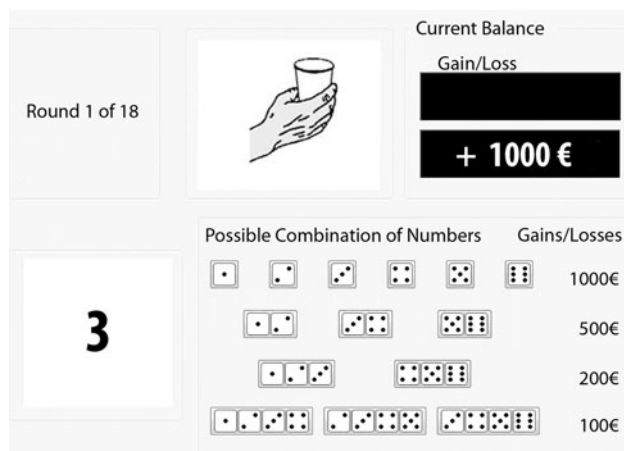 Current Balance
Gain/Loss
Round 1 of 18
+ 1000 €
Possible Combination of Numbers Gains/Losses
1000€
500€
3
200€
100€